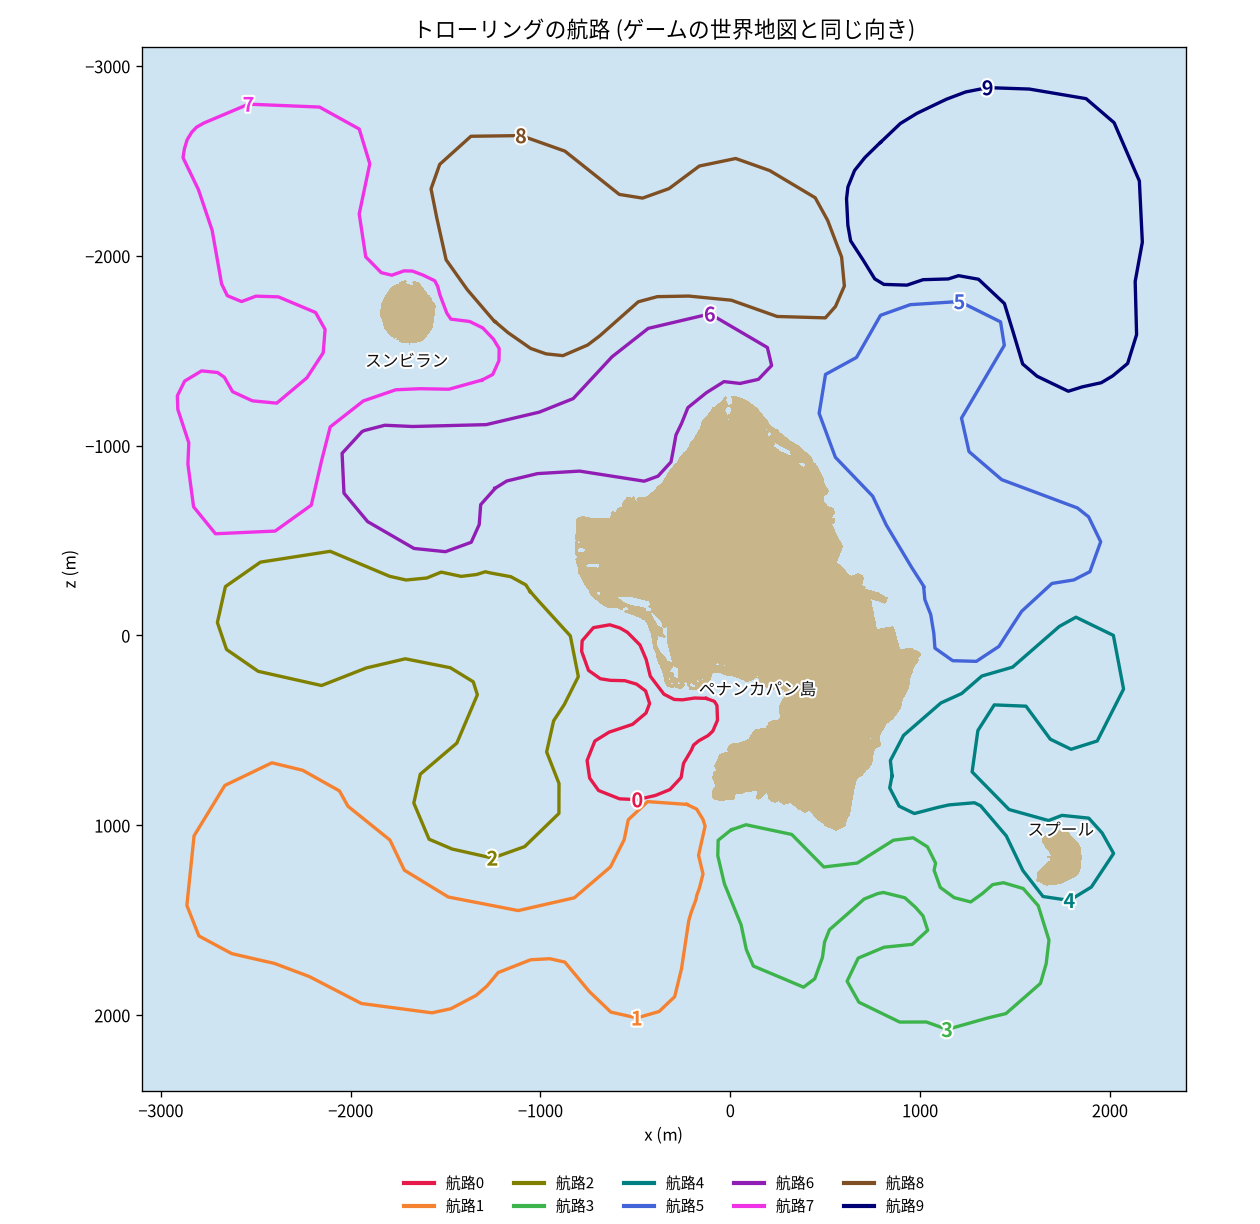 トローリングの航路 (ゲームの世界地図と同じ向き)
−3000
−2000
−1000
0
1000
2000
z (m)
7
8
9
5
6
スンビラン
ペナンカパン島
0
スプール
2
4
1
3
−3000
−2000
−1000
0
1000
2000
x (m)
航路0
航路2
航路4
航路6
航路8
航路1
航路3
航路5
航路7
航路9